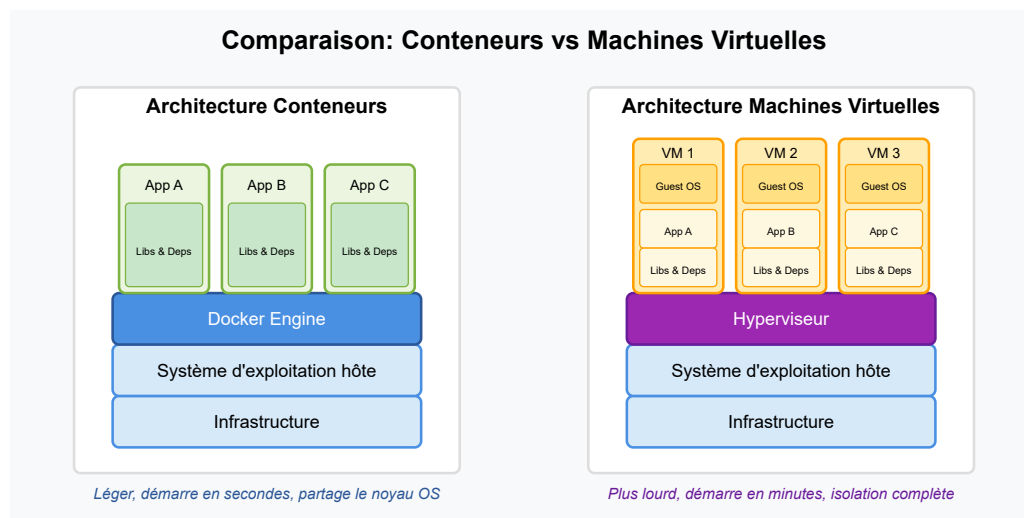 Comparaison: Conteneurs vs Machines Virtuelles
Architecture Conteneurs
App A
App B
App C
Libs & Deps
Libs & Deps
Libs & Deps
Docker Engine
Système d'exploitation hôte
Infrastructure
Léger, démarre en secondes, partage le noyau OS
Architecture Machines Virtuelles
VM 1
VM 2
VM 3
Guest OS
Guest OS
Guest OS
App A
App B
App C
Libs & Deps
Libs & Deps
Libs & Deps
Hyperviseur
Système d'exploitation hôte
Infrastructure
Plus lourd, démarre en minutes, isolation complète